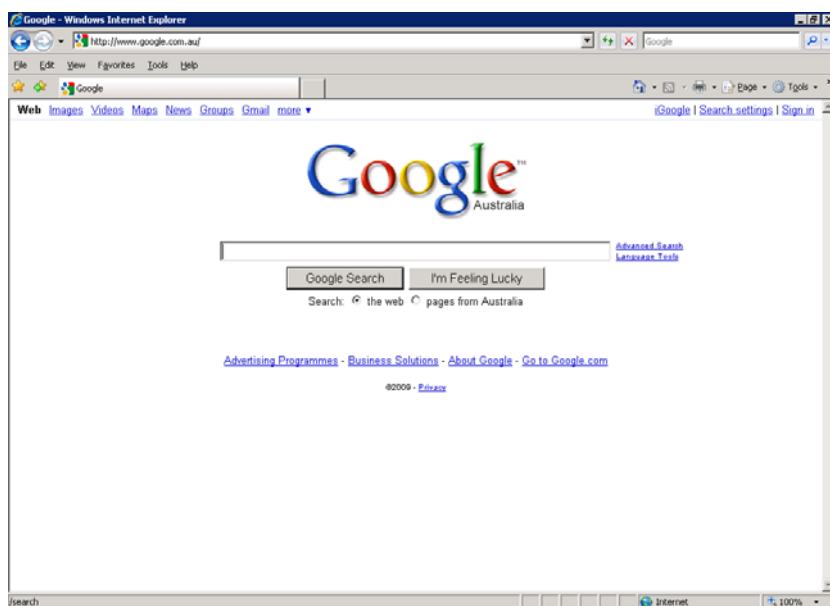 Google - Windows Internet Explorer
http://www.google.com.au/
Google
File Edit View Favorites Tools Help
Google
Page Tools
Web Images Videos Maps News Groups Gmail more ▼
iGoogle | Search settings | Sign in
Google™
Australia
Advanced Search
Language Tools
Google Search
I'm Feeling Lucky
Search: the web pages from Australia
Advertising Programmes - Business Solutions - About Google - Go to Google.com
©2009 - Privacy
/search
Internet
100%